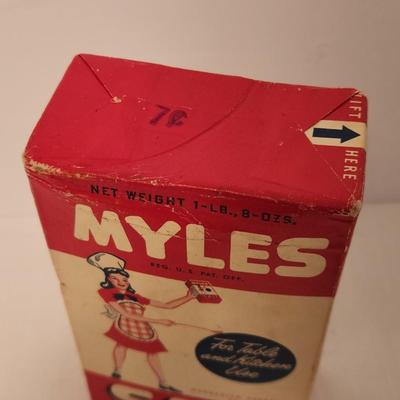 7¢
LIFT
HERE
NET WEIGHT 1-LB., 8-OZS.
MYLES
REG. U. S. PAT. OFF.
For Table
and Kitchen
Use